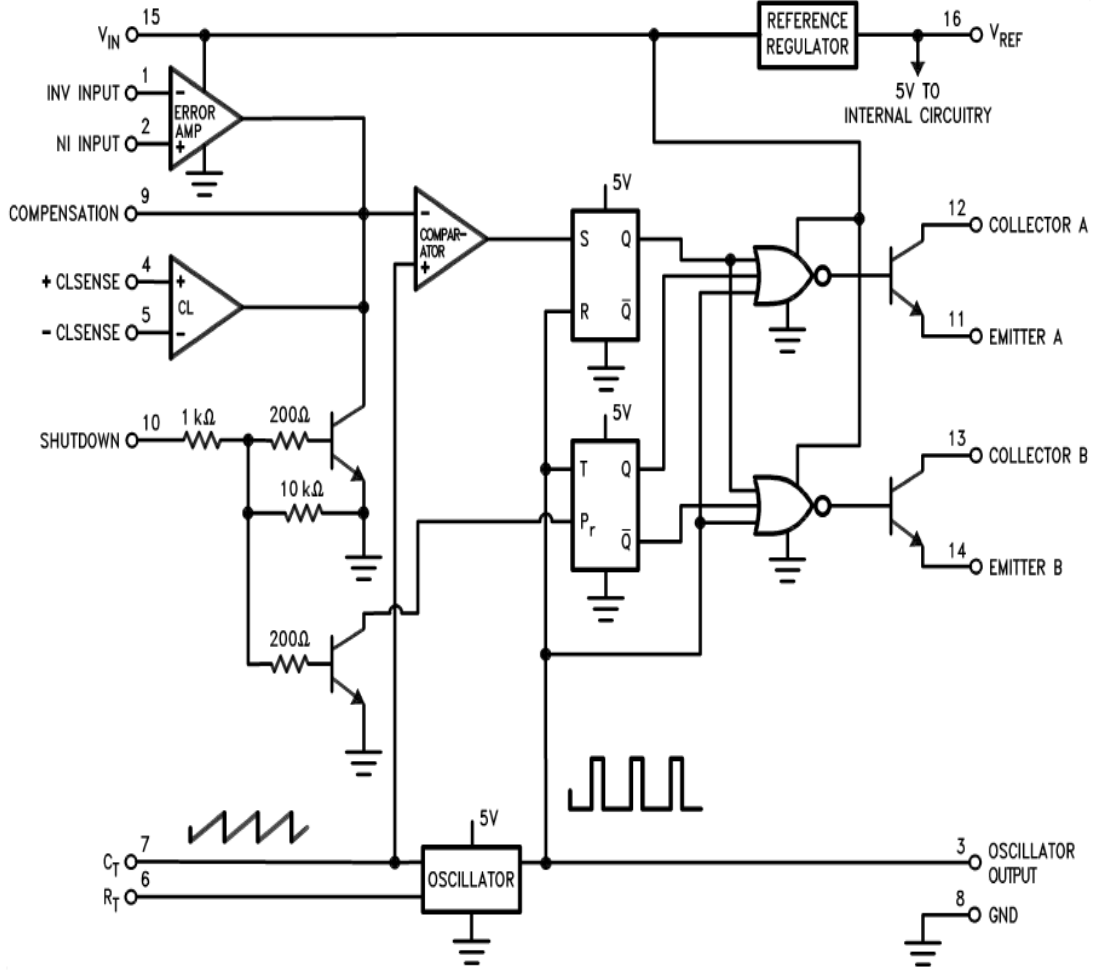 15
V_IN
REFERENCE
REGULATOR
16
V_REF
5V TO
INTERNAL CIRCUITRY
1
INV INPUT
2
NI INPUT
−
ERROR
AMP
+
9
COMPENSATION
−
COMPAR-
ATOR
+
4
+ CLSENSE
5
− CLSENSE
+
CL
−
5V
S
Q
R
Q̄
12
COLLECTOR A
11
EMITTER A
10
SHUTDOWN
1 kΩ
200Ω
10 kΩ
200Ω
5V
T
Q
P_r
Q̄
13
COLLECTOR B
14
EMITTER B
7
C_T
6
R_T
5V
OSCILLATOR
3
OSCILLATOR
OUTPUT
8
GND